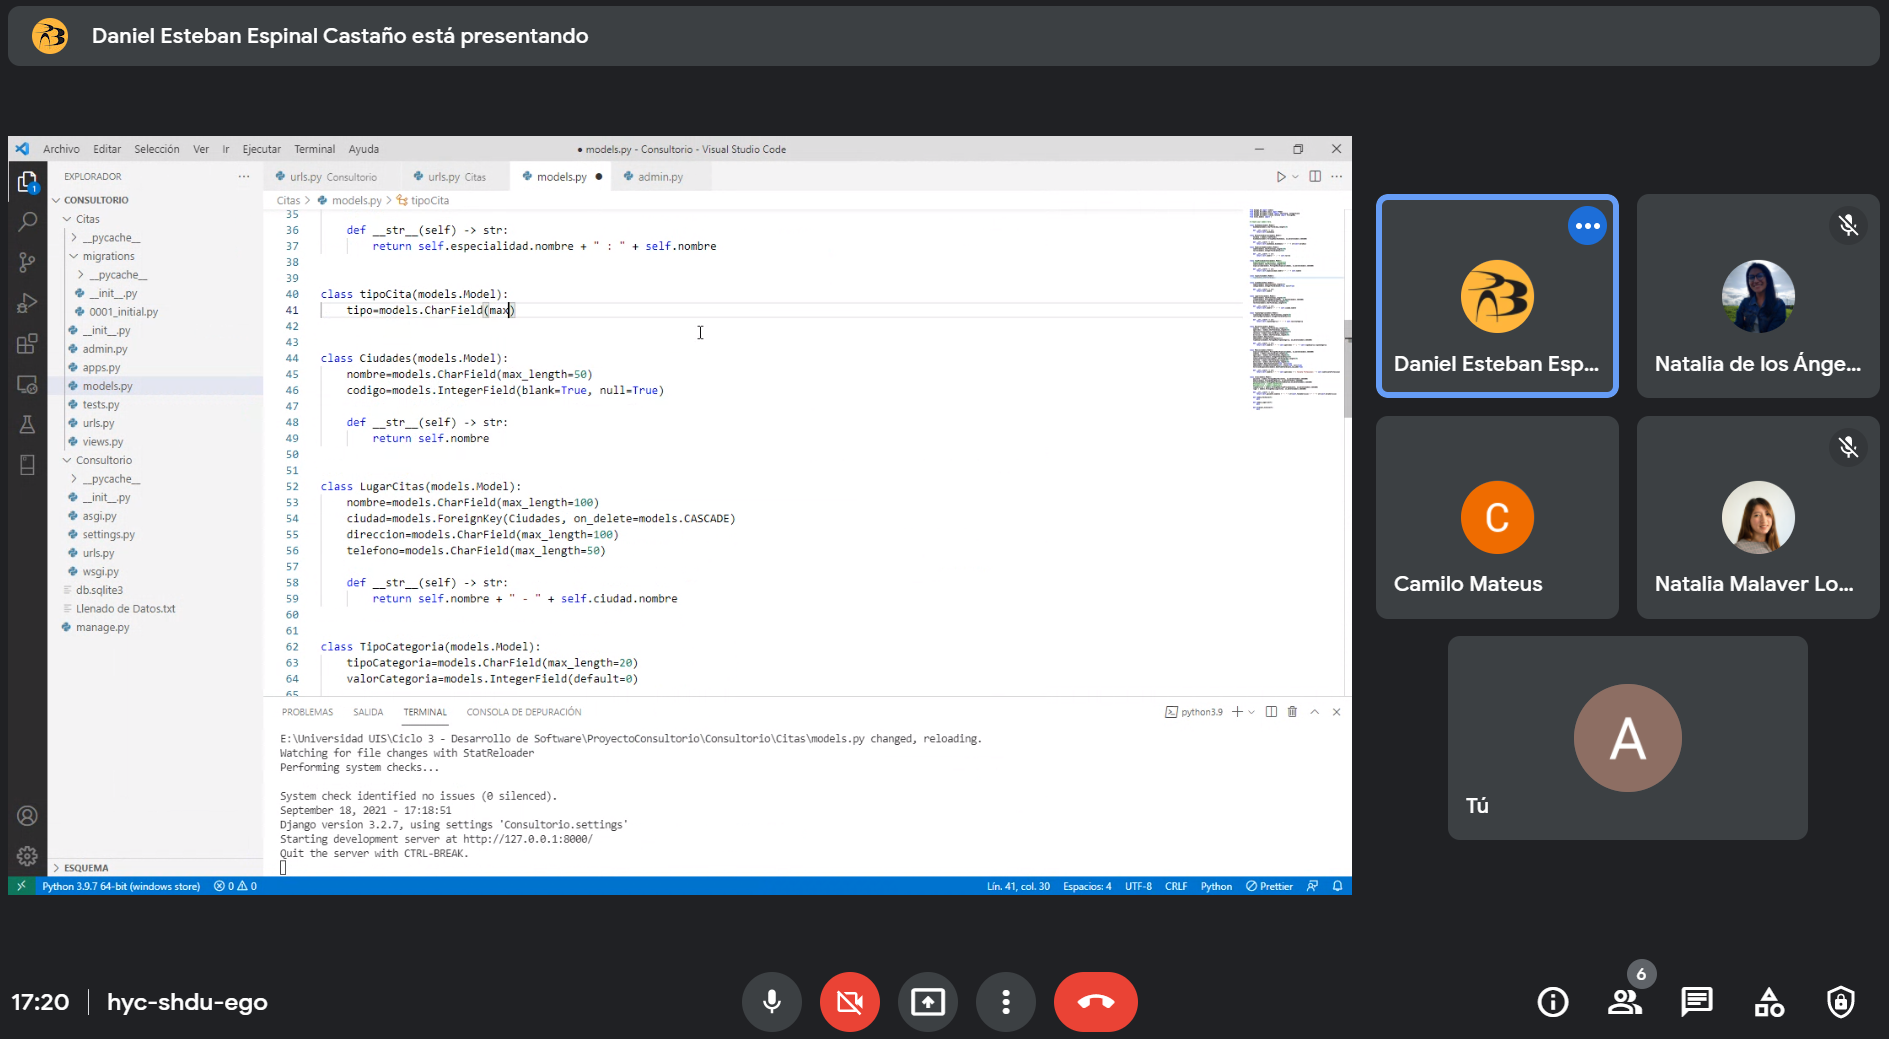 Daniel Esteban Espinal Castaño está presentando
Archivo Editar Selección Ver Ir Ejecutar Terminal Ayuda
● models.py - Consultorio - Visual Studio Code
EXPLORADOR
urls.py Consultorio
urls.py Citas
models.py
admin.py
Citas > models.py > tipoCita
1
CONSULTORIO
Citas
__pycache__
migrations
__pycache__
__init__.py
0001_initial.py
__init__.py
admin.py
apps.py
models.py
tests.py
urls.py
views.py
Consultorio
__pycache__
__init__.py
asgi.py
settings.py
urls.py
wsgi.py
db.sqlite3
Llenado de Datos.txt
manage.py
ESQUEMA
35
36 def __str__(self) -> str:
37 return self.especialidad.nombre + " : " + self.nombre
38
39
40 class tipoCita(models.Model):
41 tipo=models.CharField(max)
42
43
44 class Ciudades(models.Model):
45 nombre=models.CharField(max_length=50)
46 codigo=models.IntegerField(blank=True, null=True)
47
48 def __str__(self) -> str:
49 return self.nombre
50
51
52 class LugarCitas(models.Model):
53 nombre=models.CharField(max_length=100)
54 ciudad=models.ForeignKey(Ciudades, on_delete=models.CASCADE)
55 direccion=models.CharField(max_length=100)
56 telefono=models.CharField(max_length=50)
57
58 def __str__(self) -> str:
59 return self.nombre + " - " + self.ciudad.nombre
60
61
62 class TipoCategoria(models.Model):
63 tipoCategoria=models.CharField(max_length=20)
64 valorCategoria=models.IntegerField(default=0)
65
PROBLEMAS SALIDA TERMINAL CONSOLA DE DEPURACIÓN
python3.9
E:\Universidad UIS\Ciclo 3 - Desarrollo de Software\ProyectoConsultorio\Consultorio\Citas\models.py changed, reloading.
Watching for file changes with StatReloader
Performing system checks...
System check identified no issues (0 silenced).
September 18, 2021 - 17:18:51
Django version 3.2.7, using settings 'Consultorio.settings'
Starting development server at http://127.0.0.1:8000/
Quit the server with CTRL-BREAK.
Python 3.9.7 64-bit (windows store) 0 0 Lín. 41, col. 30 Espacios: 4 UTF-8 CRLF Python Prettier
Daniel Esteban Esp...
Natalia de los Ánge...
C
Camilo Mateus
Natalia Malaver Lo...
A
Tú
17:20 | hyc-shdu-ego
6